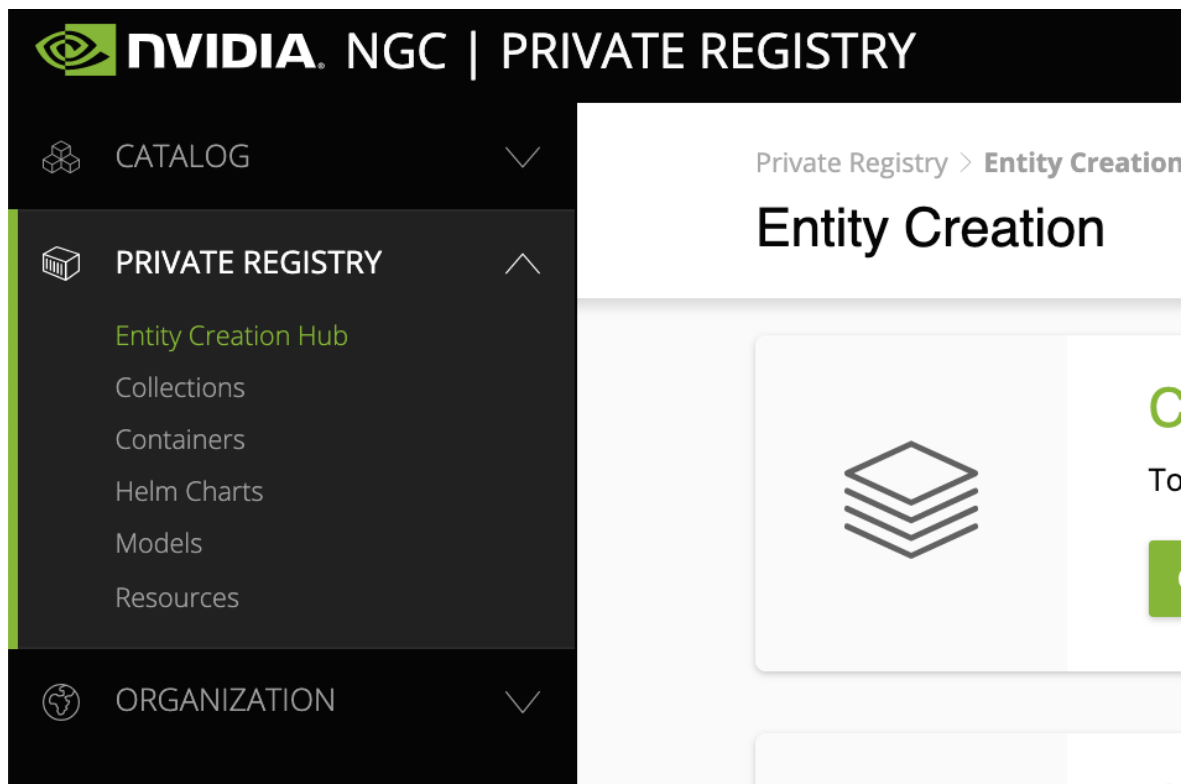 NVIDIA. NGC | PRIVATE REGISTRY
CATALOG
PRIVATE REGISTRY
Entity Creation Hub
Collections
Containers
Helm Charts
Models
Resources
ORGANIZATION
Private Registry > Entity Creation
Entity Creation
To